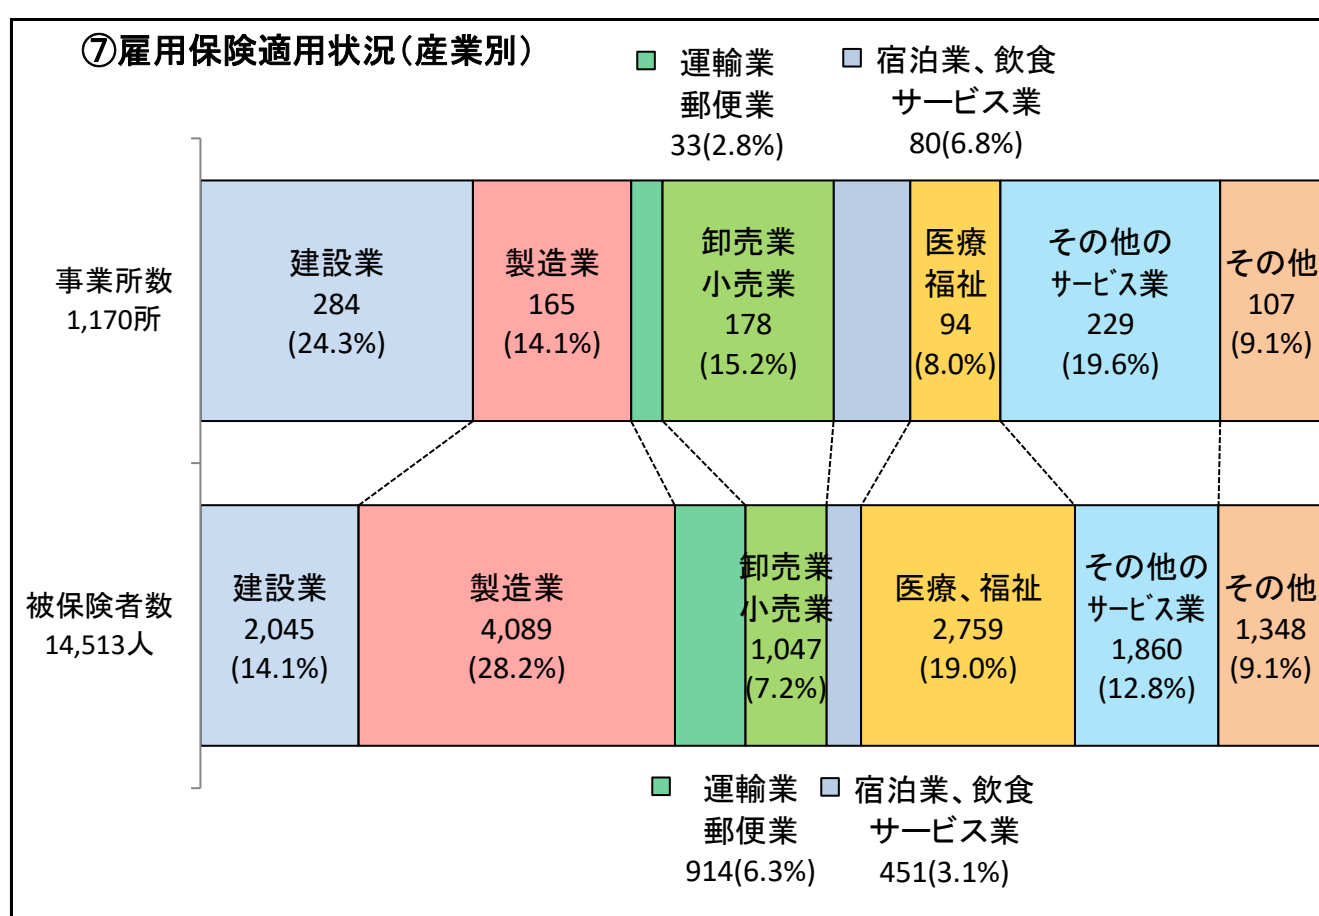 ⑦雇用保険適用状況(産業別)
運輸業
郵便業
33(2.8%)
宿泊業、飲食
サービス業
80(6.8%)
事業所数
1,170所
建設業
284
(24.3%)
製造業
165
(14.1%)
卸売業
小売業
178
(15.2%)
医療
福祉
94
(8.0%)
その他の
サービス業
229
(19.6%)
その他
107
(9.1%)
被保険者数
14,513人
建設業
2,045
(14.1%)
製造業
4,089
(28.2%)
卸売業
小売業
1,047
(7.2%)
医療、福祉
2,759
(19.0%)
その他の
サービス業
1,860
(12.8%)
その他
1,348
(9.1%)
運輸業
郵便業
914(6.3%)
宿泊業、飲食
サービス業
451(3.1%)